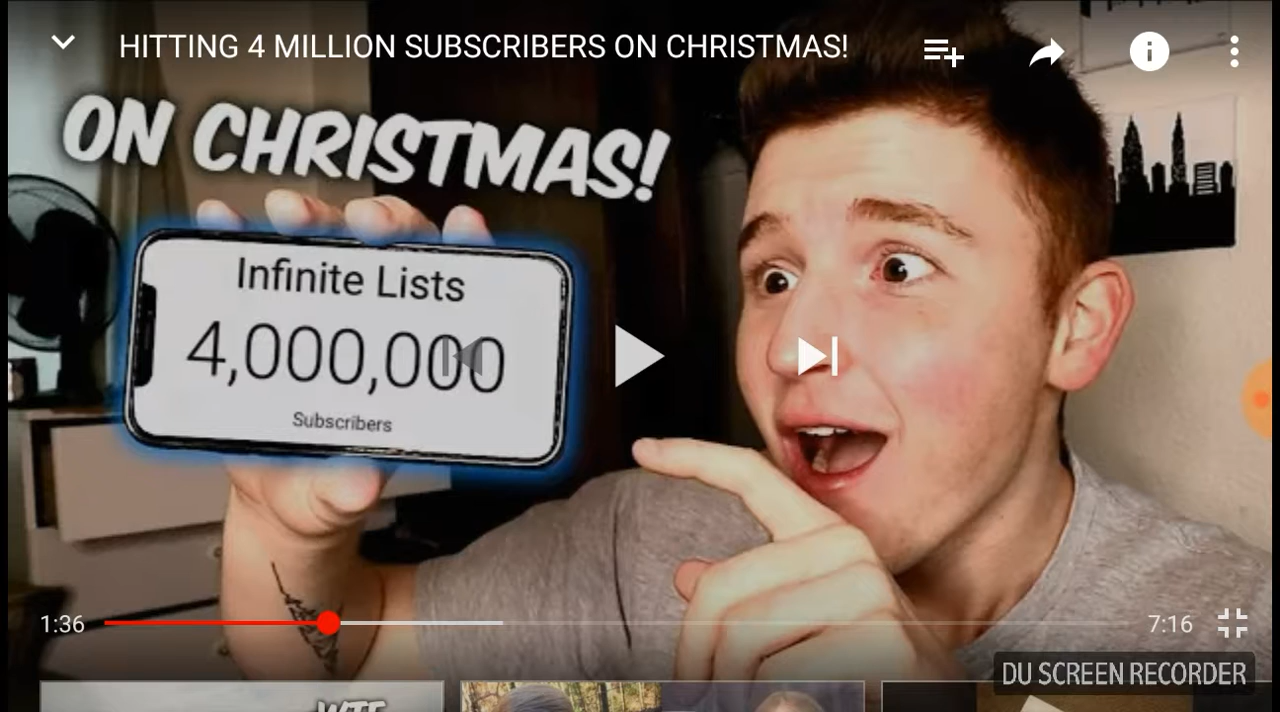 HITTING 4 MILLION SUBSCRIBERS ON CHRISTMAS!
ON CHRISTMAS!
Infinite Lists
4,000,000
Subscribers
1:36
7:16
DU SCREEN RECORDER
WTF